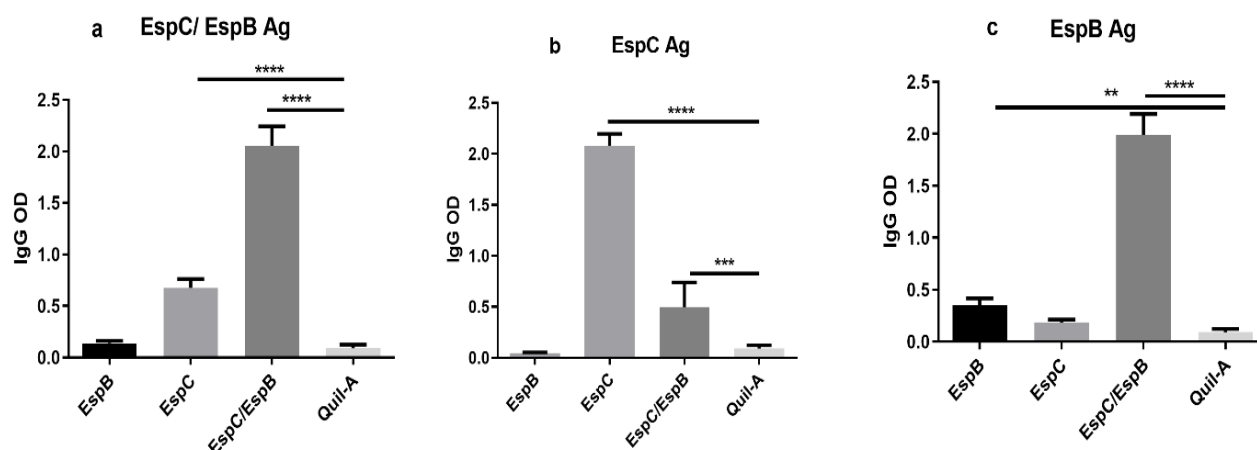 a EspC/ EspB Ag
****
****
2.5
2.0
1.5
1.0
0.5
0.0
IgG OD
EspB
EspC
EspC/EspB
Quil-A
b EspC Ag
****
***
2.5
2.0
1.5
1.0
0.5
0.0
IgG OD
EspB
EspC
EspC/EspB
Quil-A
c EspB Ag
**
****
2.5
2.0
1.5
1.0
0.5
0.0
IgG OD
EspB
EspC
EspC/EspB
Quil-A